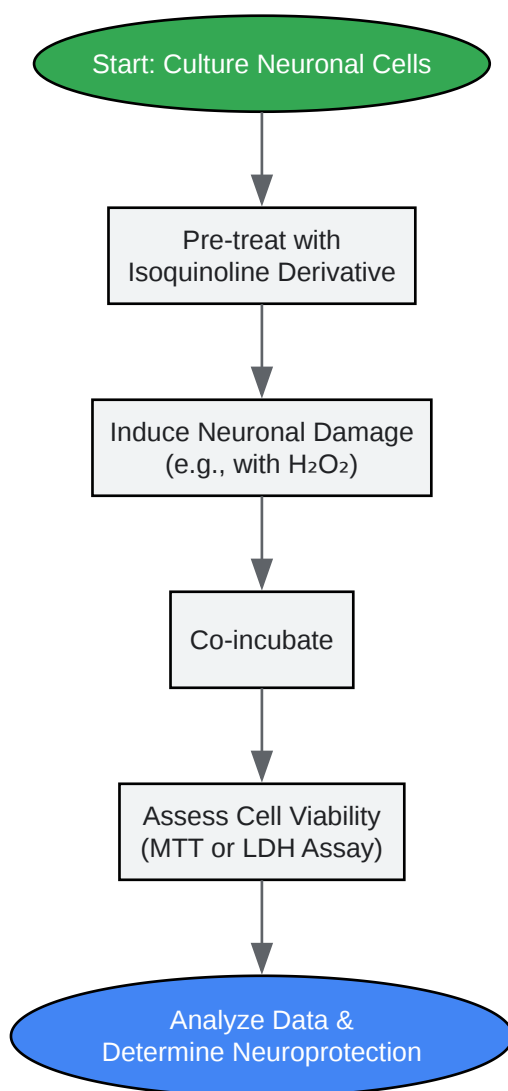 Start: Culture Neuronal Cells
Pre-treat with
Isoquinoline Derivative
Induce Neuronal Damage
(e.g., with H₂O₂)
Co-incubate
Assess Cell Viability
(MTT or LDH Assay)
Analyze Data &
Determine Neuroprotection